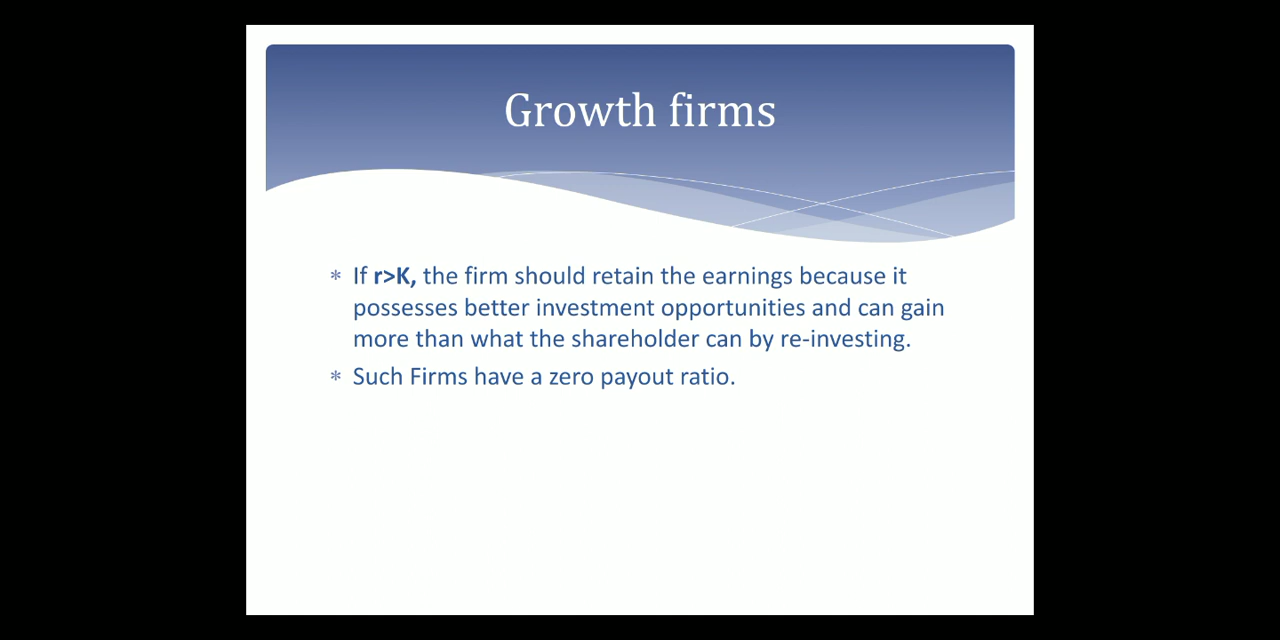 Growth firms
* If r>K, the firm should retain the earnings because it
possesses better investment opportunities and can gain
more than what the shareholder can by re-investing.
* Such Firms have a zero payout ratio.